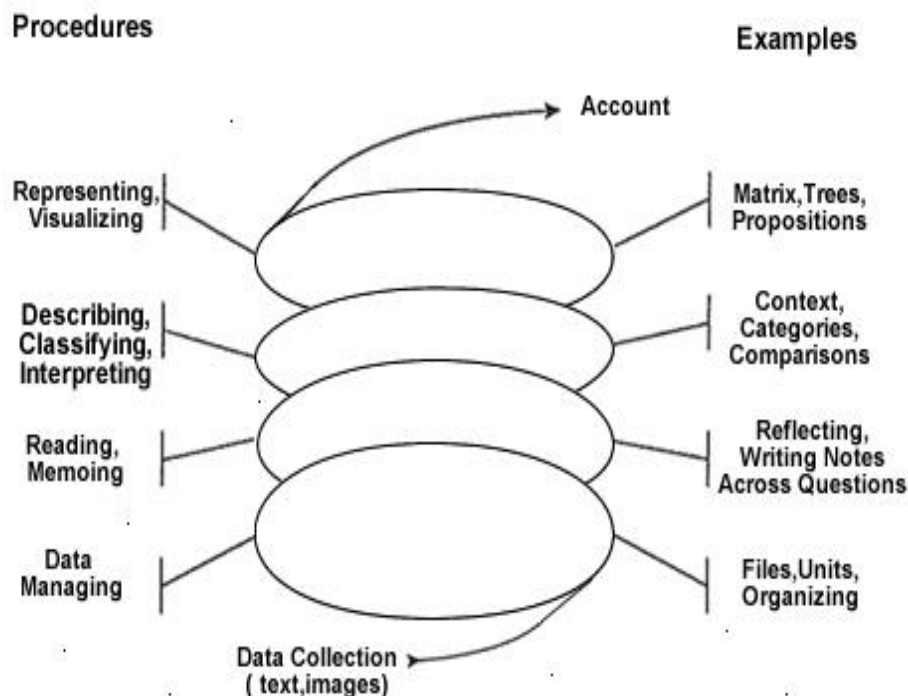 Procedures
Examples
Account
Representing,
Visualizing
Matrix,Trees,
Propositions
Describing,
Classifying,
Interpreting
Context,
Categories,
Comparisons
Reading,
Memoing
Reflecting,
Writing Notes
Across Questions
Data
Managing
Files,Units,
Organizing
Data Collection
( text,images)